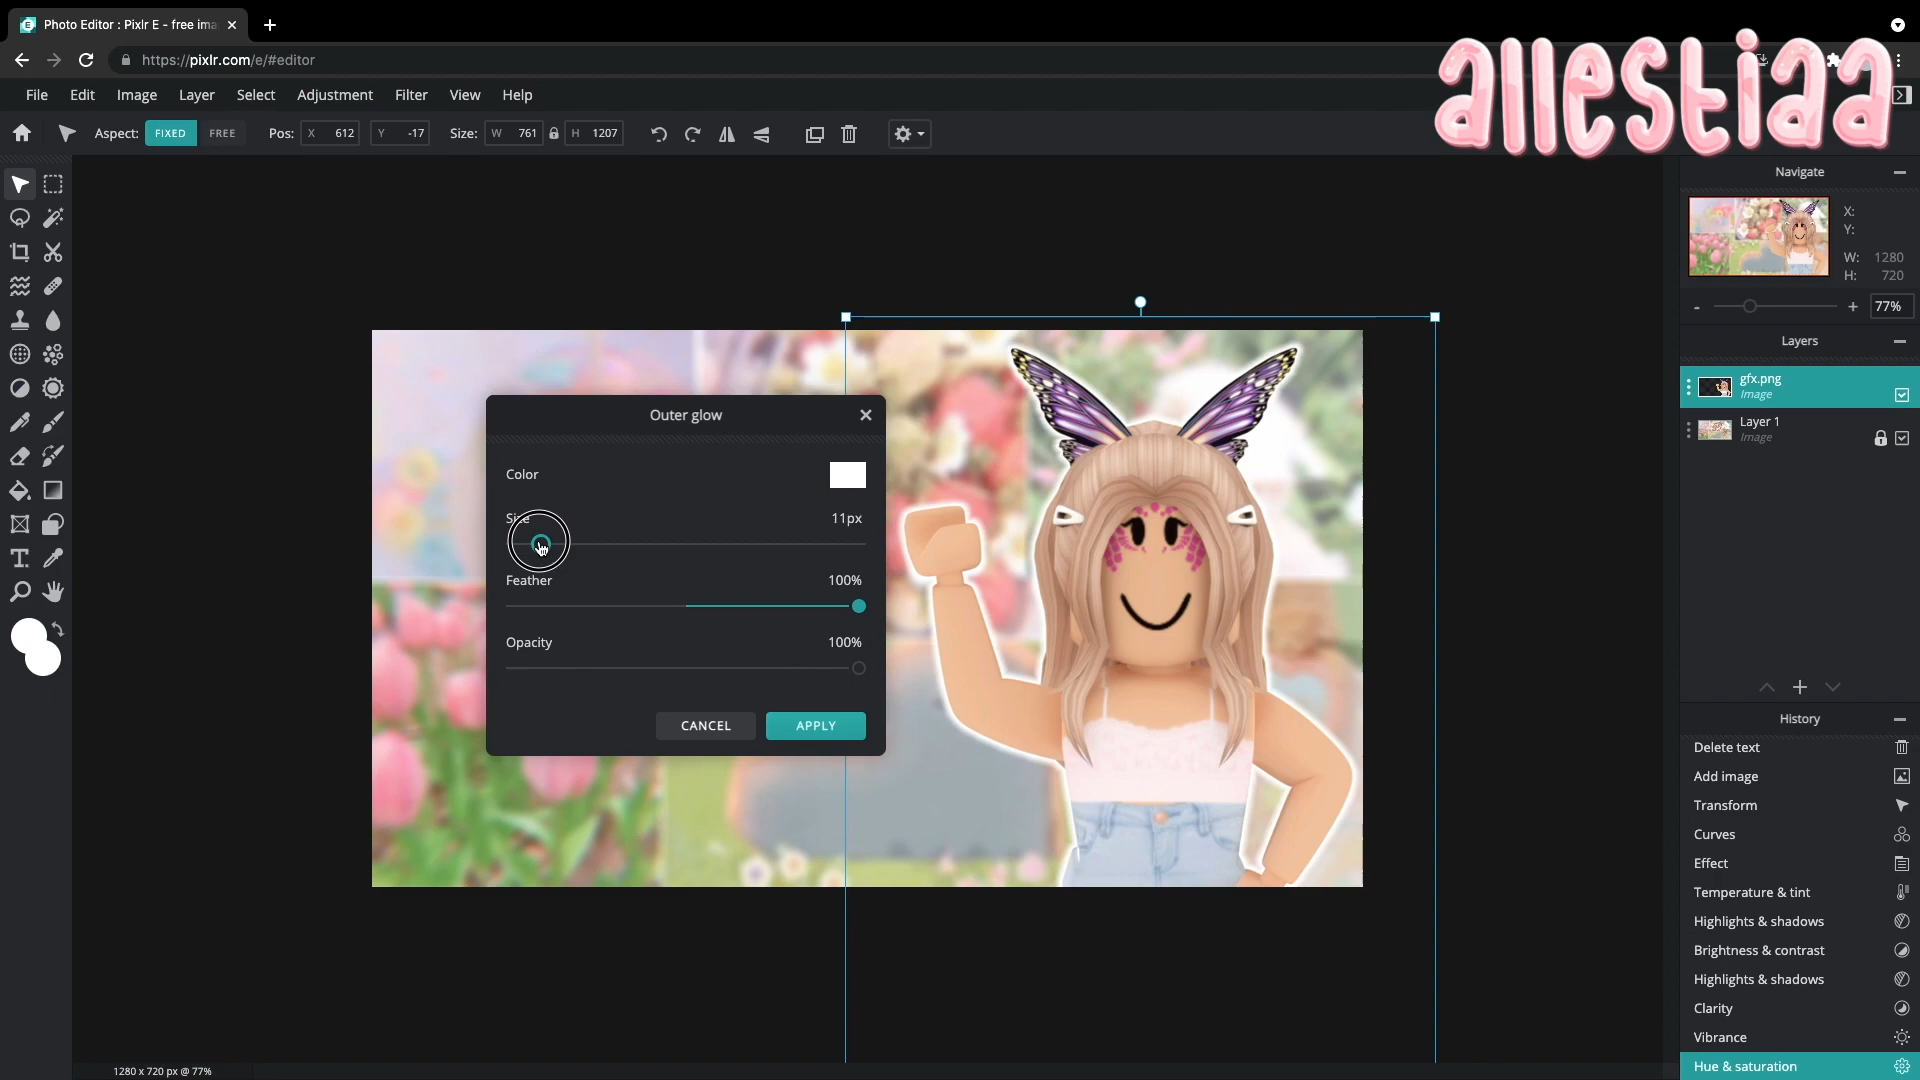 Photo Editor : Pixlr E - free ima
https://pixlr.com/e/#editor
allestiaa
File Edit Image Layer Select Adjustment Filter View Help
Aspect: FIXED FREE Pos: X 612 Y -17 Size: W 761 H 1207
Navigate
X:
Y:
W: 1280
H: 720
- + 77%
Layers
gfx.png
Image
Layer 1
Image
Outer glow
Color
Size 11px
Feather 100%
Opacity 100%
CANCEL APPLY
History
Delete text
Add image
Transform
Curves
Effect
Temperature & tint
Highlights & shadows
Brightness & contrast
Highlights & shadows
Clarity
Vibrance
Hue & saturation
1280 x 720 px @ 77%